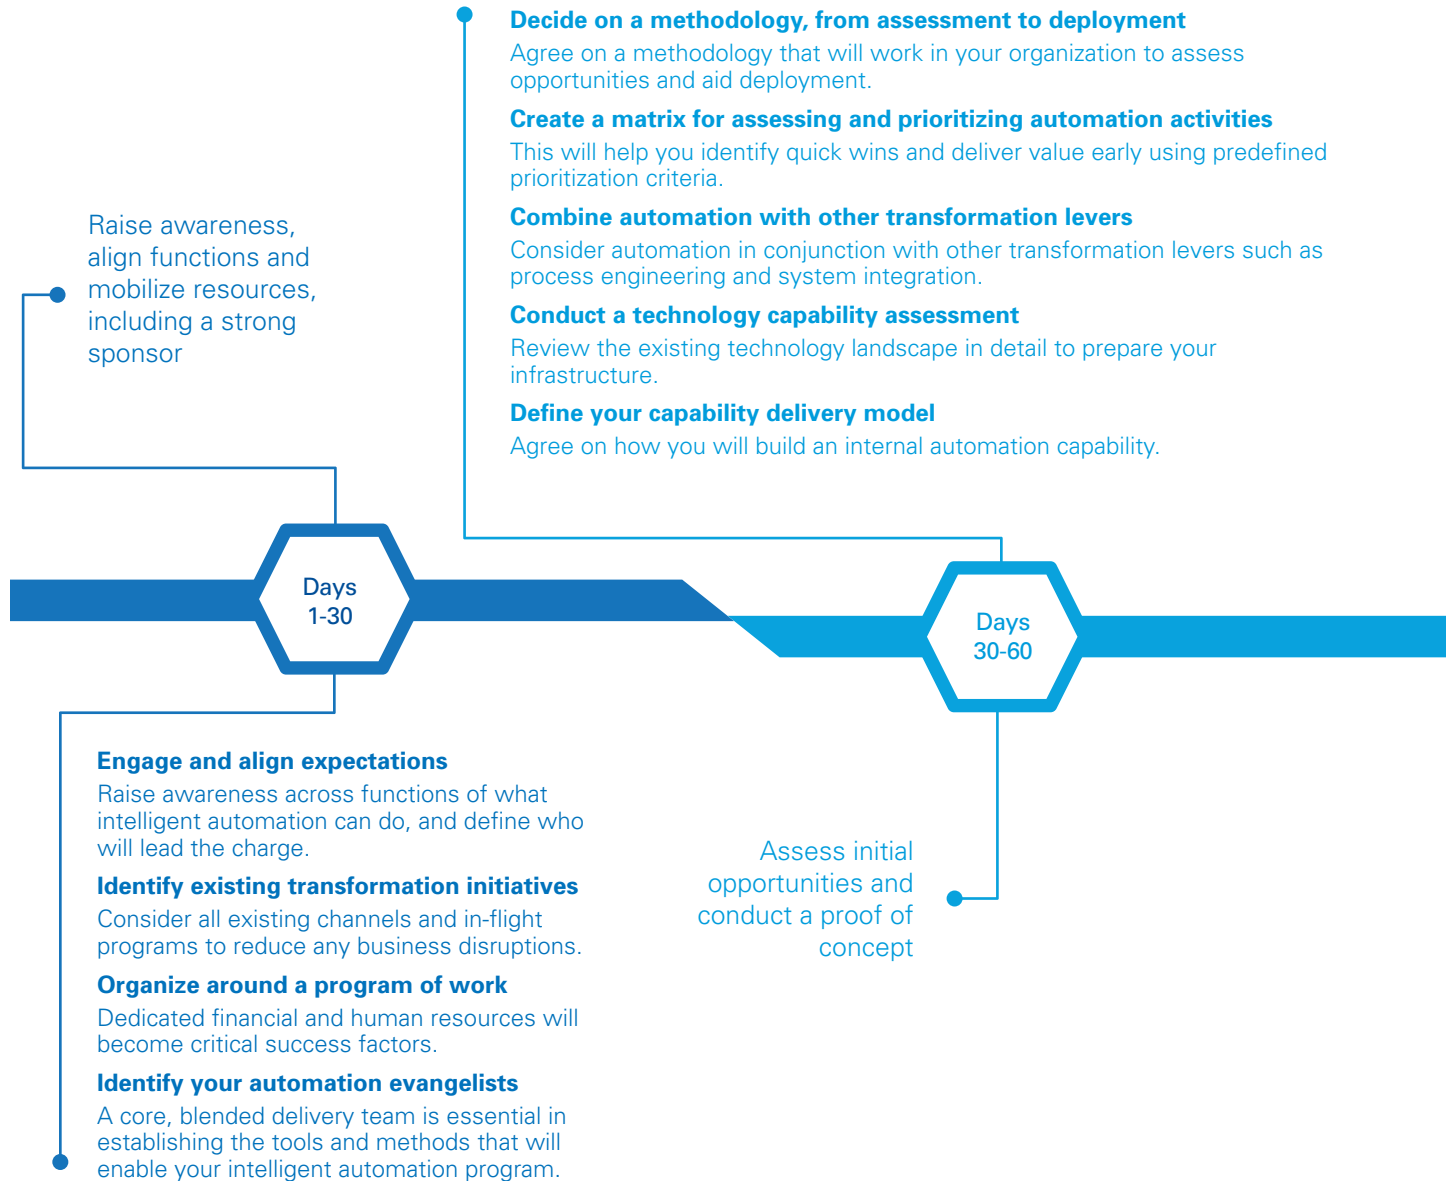 Decide on a methodology, from assessment to deployment
Agree on a methodology that will work in your organization to assess
opportunities and aid deployment.
Create a matrix for assessing and prioritizing automation activities
This will help you identify quick wins and deliver value early using predefined
prioritization criteria.
Combine automation with other transformation levers
Consider automation in conjunction with other transformation levers such as
process engineering and system integration.
Conduct a technology capability assessment
Review the existing technology landscape in detail to prepare your
infrastructure.
Define your capability delivery model
Agree on how you will build an internal automation capability.
Raise awareness,
align functions and
mobilize resources,
including a strong
sponsor
Days
1-30
Days
30-60
Engage and align expectations
Raise awareness across functions of what
intelligent automation can do, and define who
will lead the charge.
Identify existing transformation initiatives
Consider all existing channels and in-flight
programs to reduce any business disruptions.
Organize around a program of work
Dedicated financial and human resources will
become critical success factors.
Identify your automation evangelists
A core, blended delivery team is essential in
establishing the tools and methods that will
enable your intelligent automation program.
Assess initial
opportunities and
conduct a proof of
concept